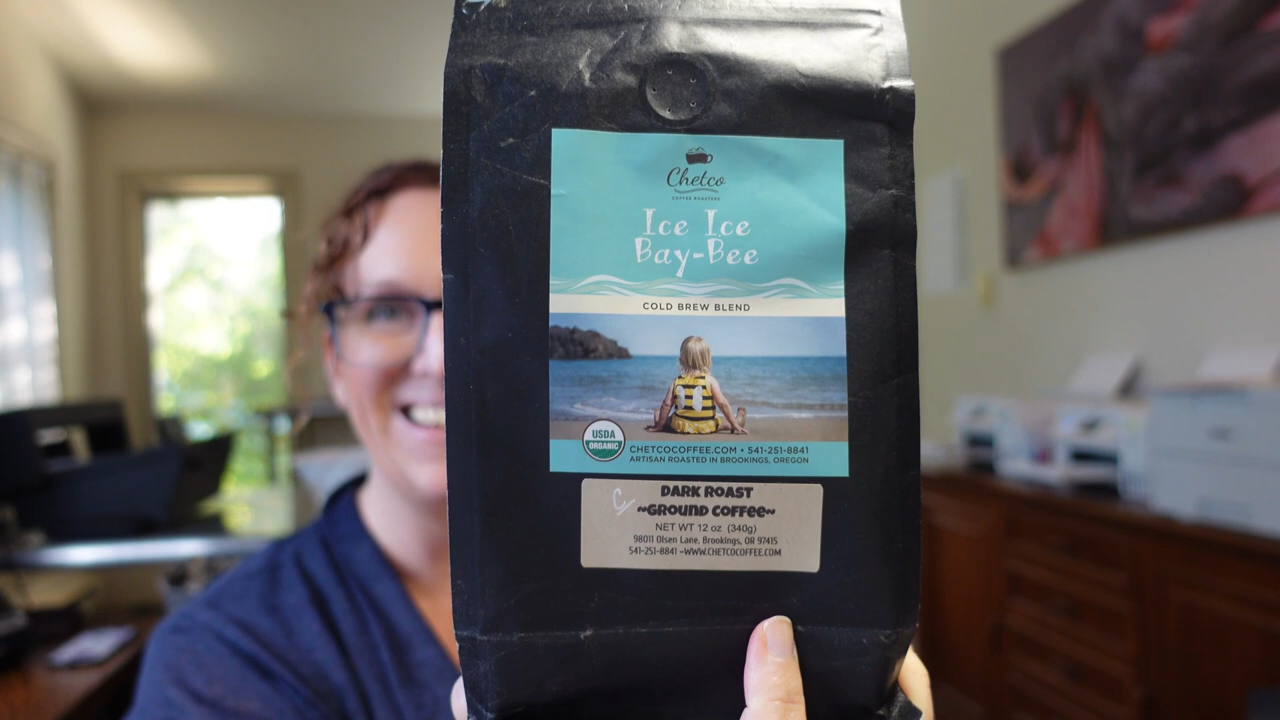 Chetco
COFFEE ROASTERS
Ice Ice
Bay-Bee
COLD BREW BLEND
USDA
ORGANIC
CHETCOCOFFEE.COM • 541-251-8841
ARTISAN ROASTED IN BROOKINGS, OREGON
DARK ROAST
~GROUND COFFEE~
NET WT 12 oz (340g)
98011 Olsen Lane, Brookings, OR 97415
541-251-8841 ~WWW.CHETCOCOFFEE.COM